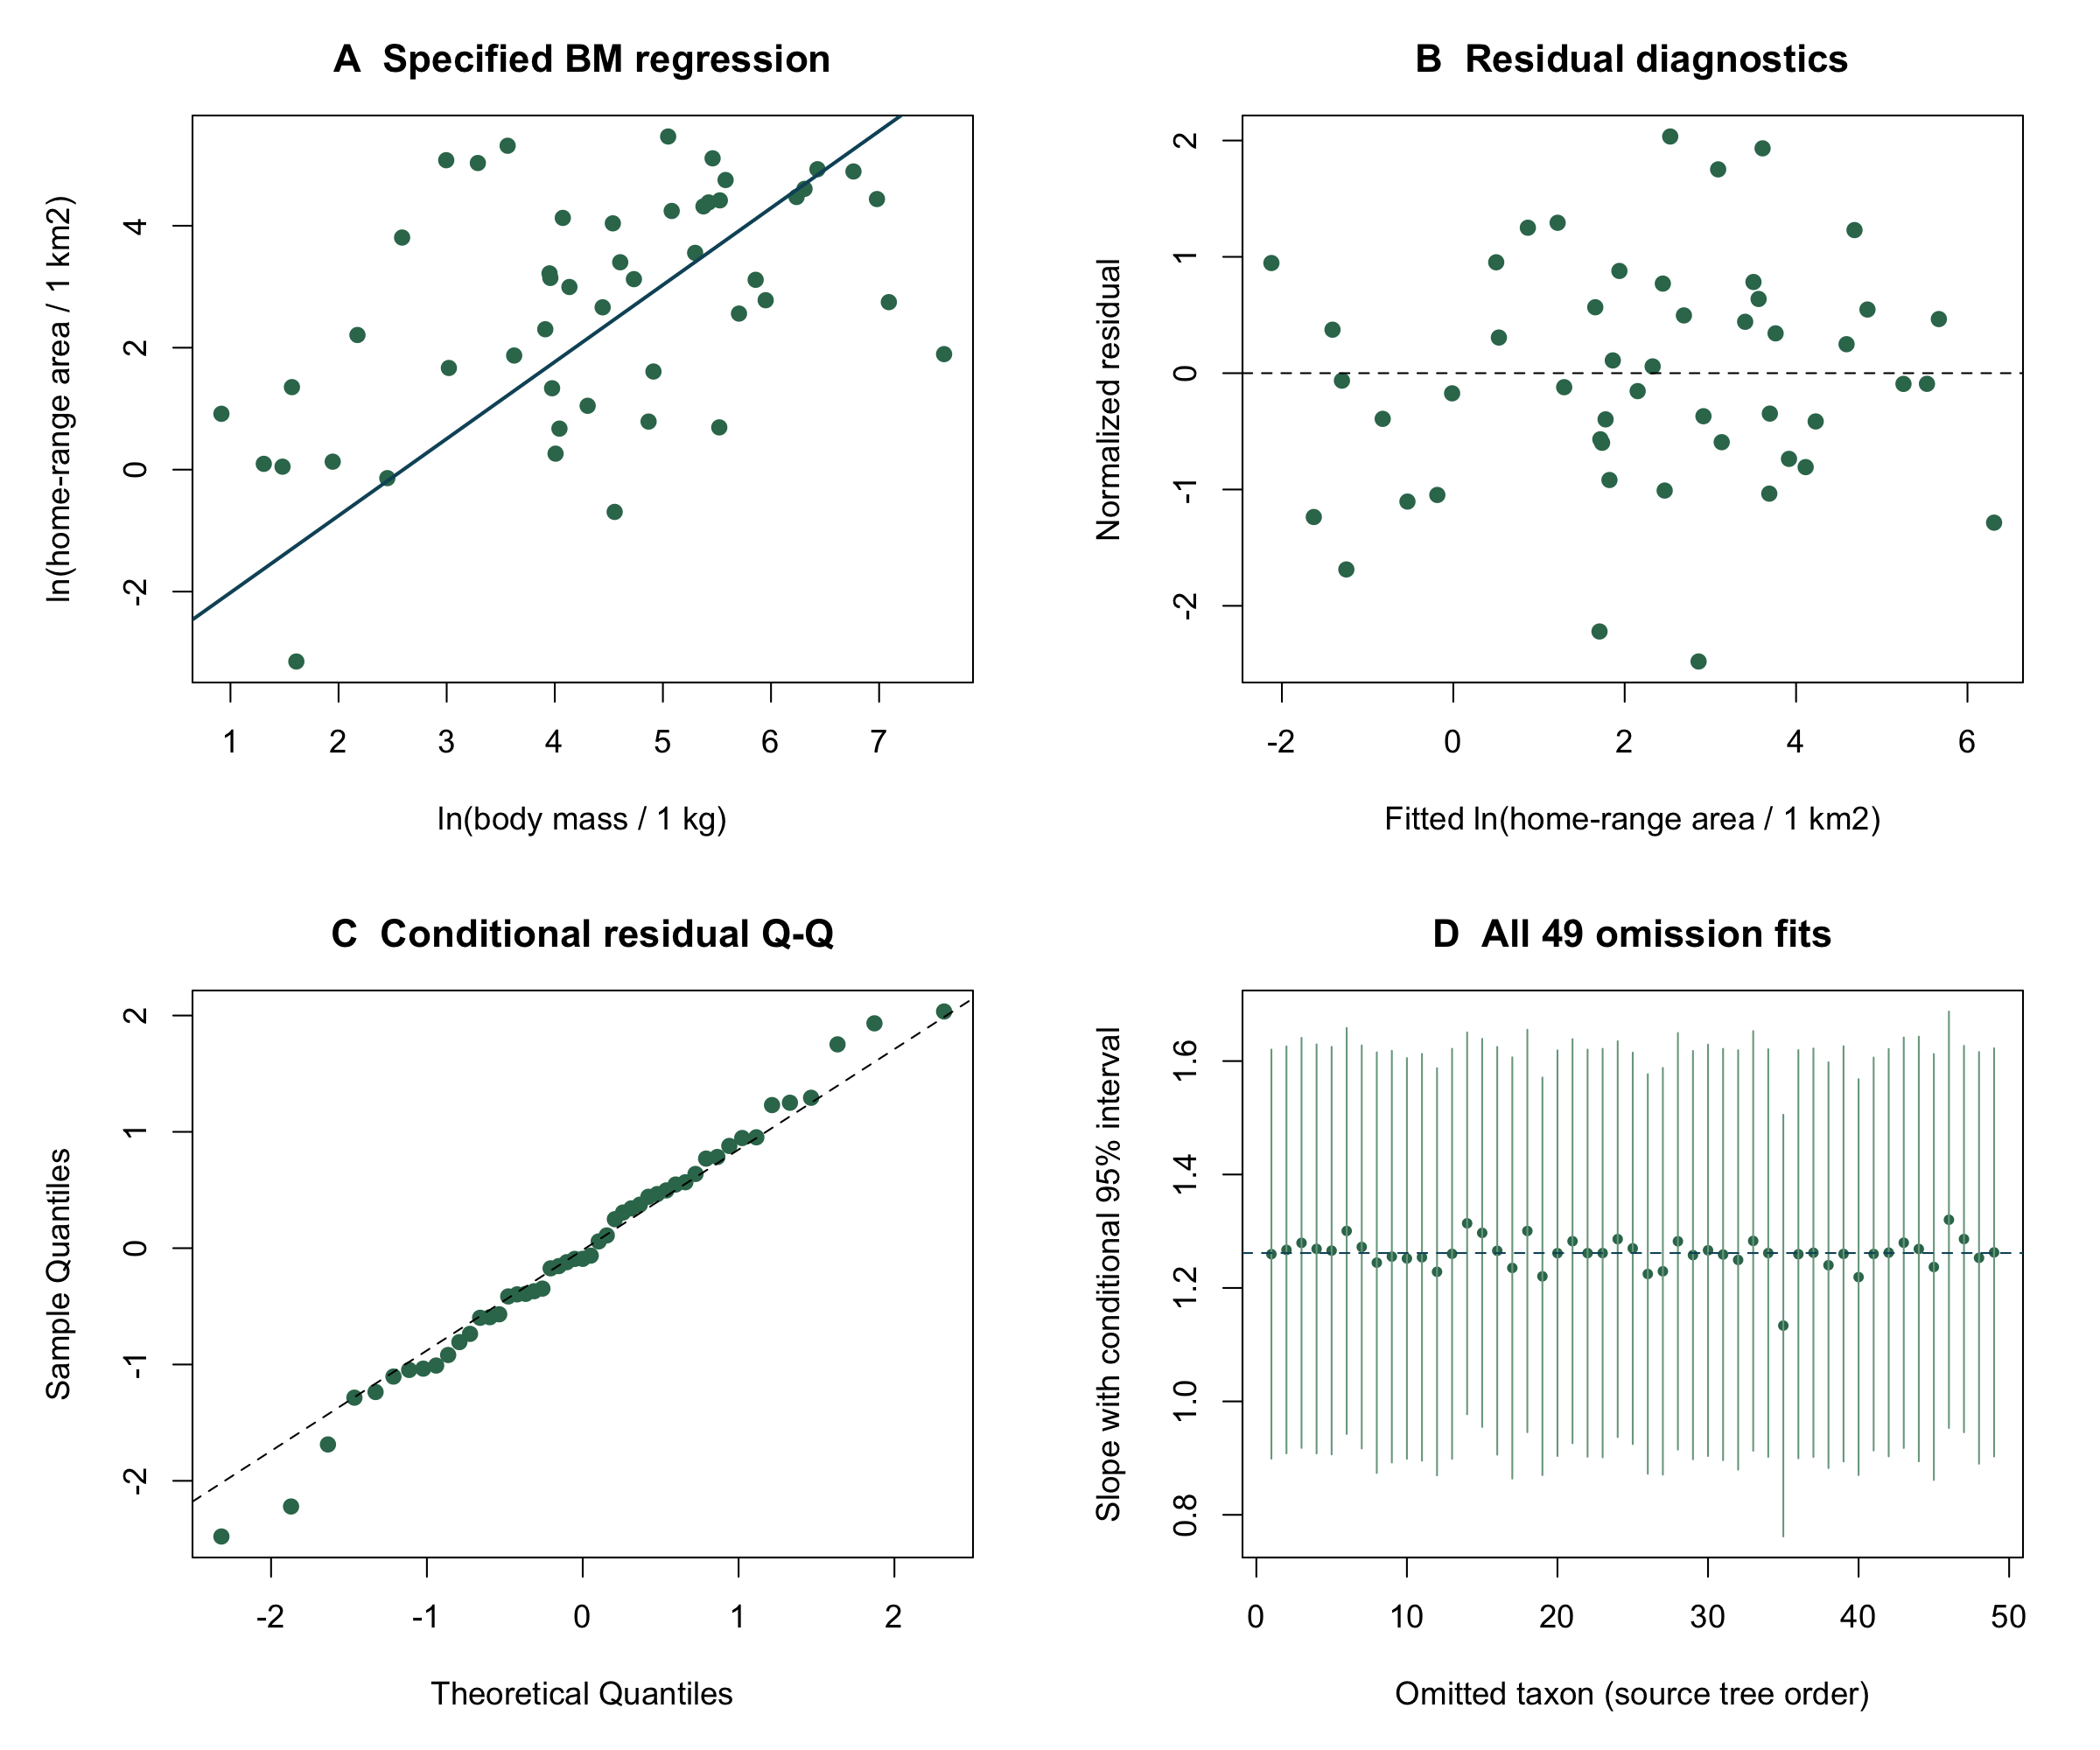 A Specified BM regression
ln(home-range area / 1 km2)
4
2
0
-2
1 2 3 4 5 6 7
ln(body mass / 1 kg)
B Residual diagnostics
Normalized residual
2
1
0
-1
-2
-2 0 2 4 6
Fitted ln(home-range area / 1 km2)
C Conditional residual Q-Q
Sample Quantiles
2
1
0
-1
-2
-2 -1 0 1 2
Theoretical Quantiles
D All 49 omission fits
Slope with conditional 95% interval
1.6
1.4
1.2
1.0
0.8
0 10 20 30 40 50
Omitted taxon (source tree order)